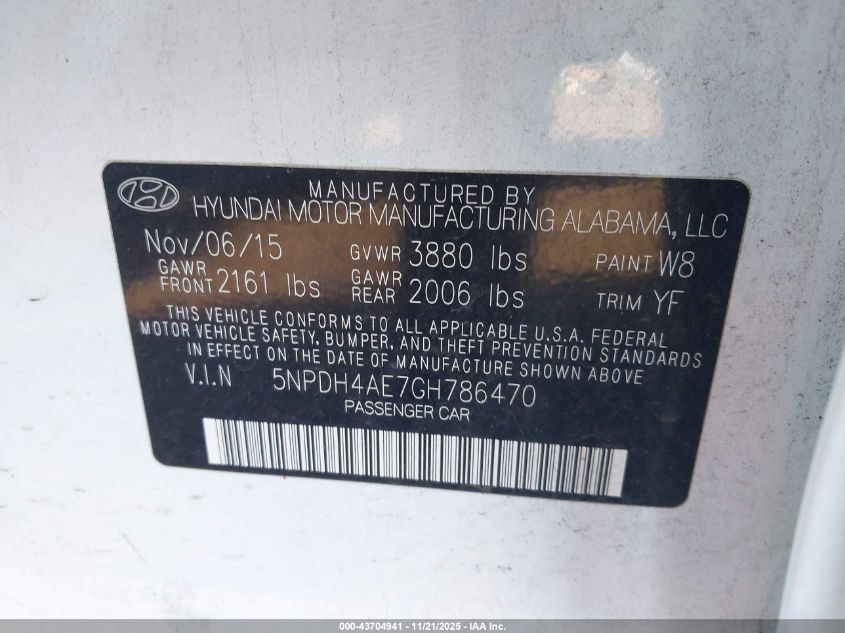 MANUFACTURED BY
HYUNDAI MOTOR MANUFACTURING ALABAMA, LLC
Nov/06/15 GVWR 3880 lbs PAINT W8
GAWR FRONT 2161 lbs GAWR REAR 2006 lbs TRIM YF
THIS VEHICLE CONFORMS TO ALL APPLICABLE U.S.A. FEDERAL
MOTOR VEHICLE SAFETY, BUMPER, AND THEFT PREVENTION STANDARDS
IN EFFECT ON THE DATE OF MANUFACTURE SHOWN ABOVE
V.I.N 5NPDH4AE7GH786470
PASSENGER CAR
000-43704941 - 11/21/2025 - IAA Inc.